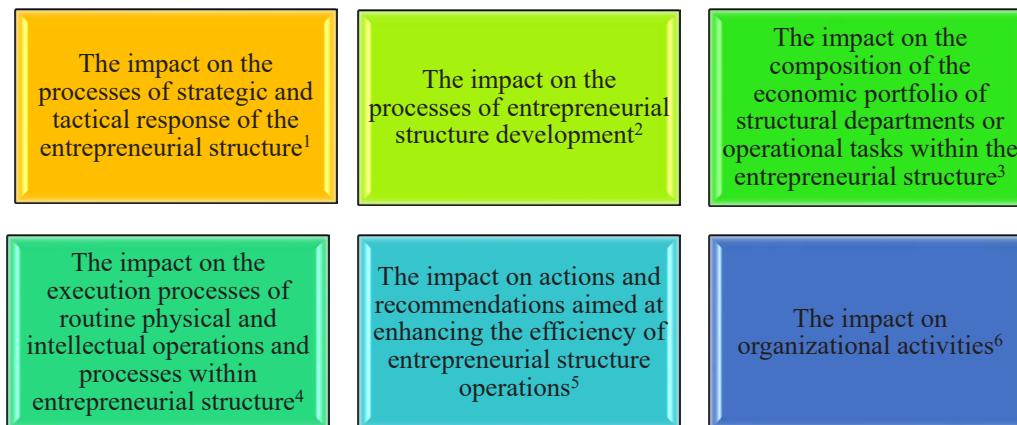 The impact on the
processes of strategic and
tactical response of the
entrepreneurial structure¹
The impact on the
processes of entrepreneurial
structure development²
The impact on the
composition of the
economic portfolio of
structural departments or
operational tasks within the
entrepreneurial structure³
The impact on the
execution processes of
routine physical and
intellectual operations and
processes within
entrepreneurial structure⁴
The impact on actions and
recommendations aimed at
enhancing the efficiency of
entrepreneurial structure
operations⁵
The impact on
organizational activities⁶